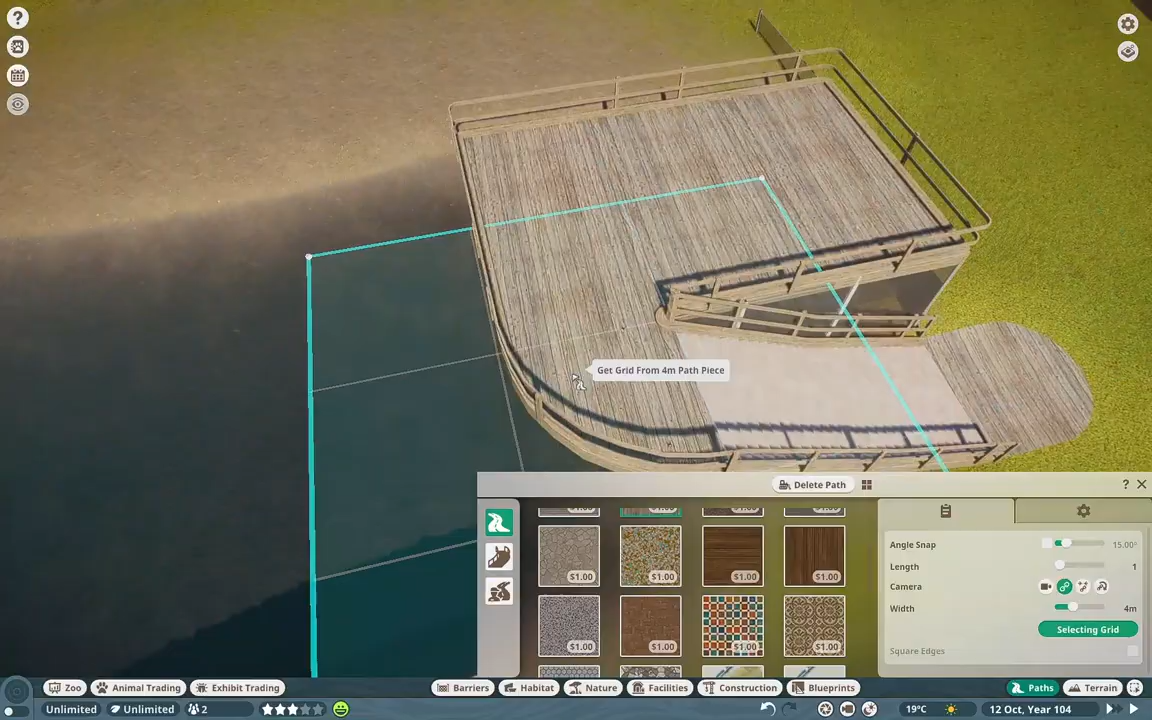 ?
Get Grid From 4m Path Piece
Delete Path
?
$1.00 $1.00 $1.00 $1.00
$1.00 $1.00 $1.00 $1.00
Angle Snap 15.00°
Length 1
Camera
Width 4m
Selecting Grid
Square Edges
Zoo Animal Trading Exhibit Trading Barriers Habitat Nature Facilities Construction Blueprints Paths Terrain
Unlimited Unlimited 2 19°C 12 Oct, Year 104